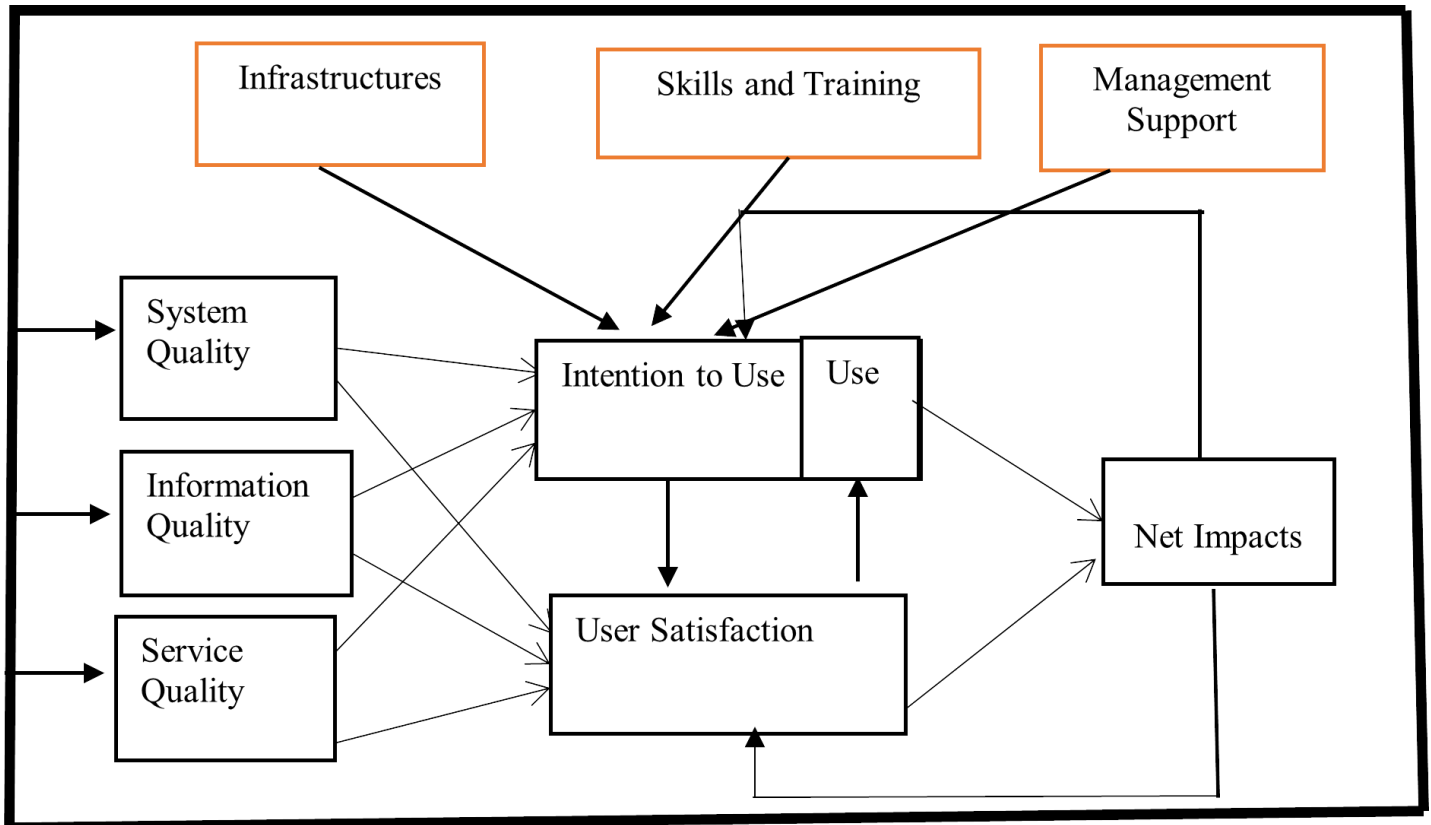 Infrastructures
Skills and Training
Management
Support
System
Quality
Intention to Use
Use
Information
Quality
Net Impacts
Service
Quality
User Satisfaction